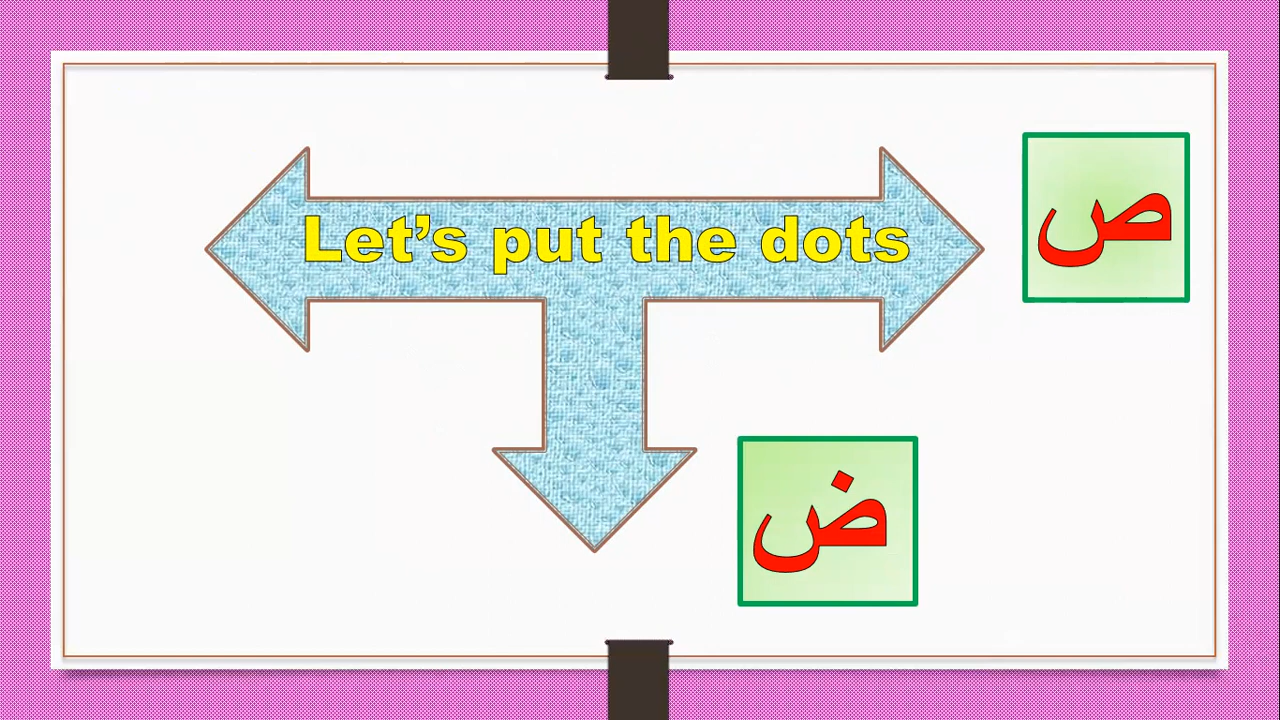 Let’s put the dots
ص
ض